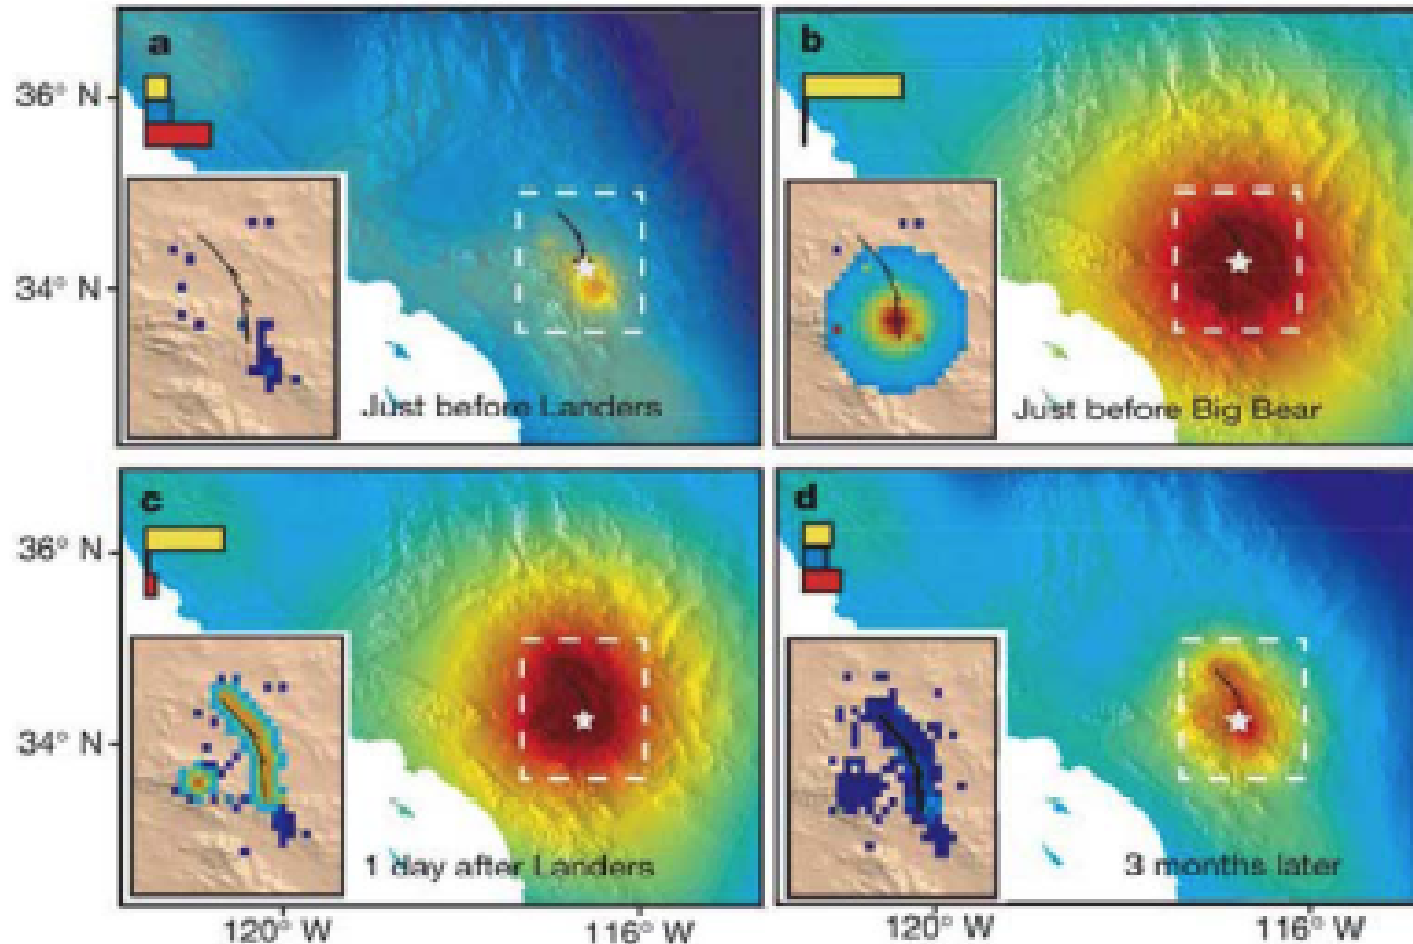 a
b
36° N
34° N
Just before Landers
Just before Big Bear
c
d
36° N
34° N
1 day after Landers
3 months later
120° W
116° W
120° W
116° W